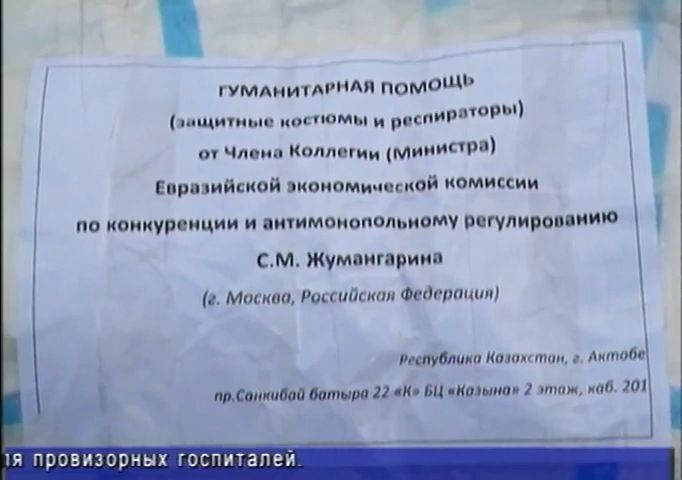 ГУМАНИТАРНАЯ ПОМОЩЬ
(защитные костюмы и респираторы)
от Члена Коллегии (Министра)
Евразийской экономической комиссии
по конкуренции и антимонопольному регулированию
С.М. Жумангарина
(г. Москва, Российская Федерация)
Республика Казахстан, г. Актобе
пр.Санкибай батыра 22 «К» БЦ «Казына» 2 этаж, каб. 201
ля провизорных госпиталей.